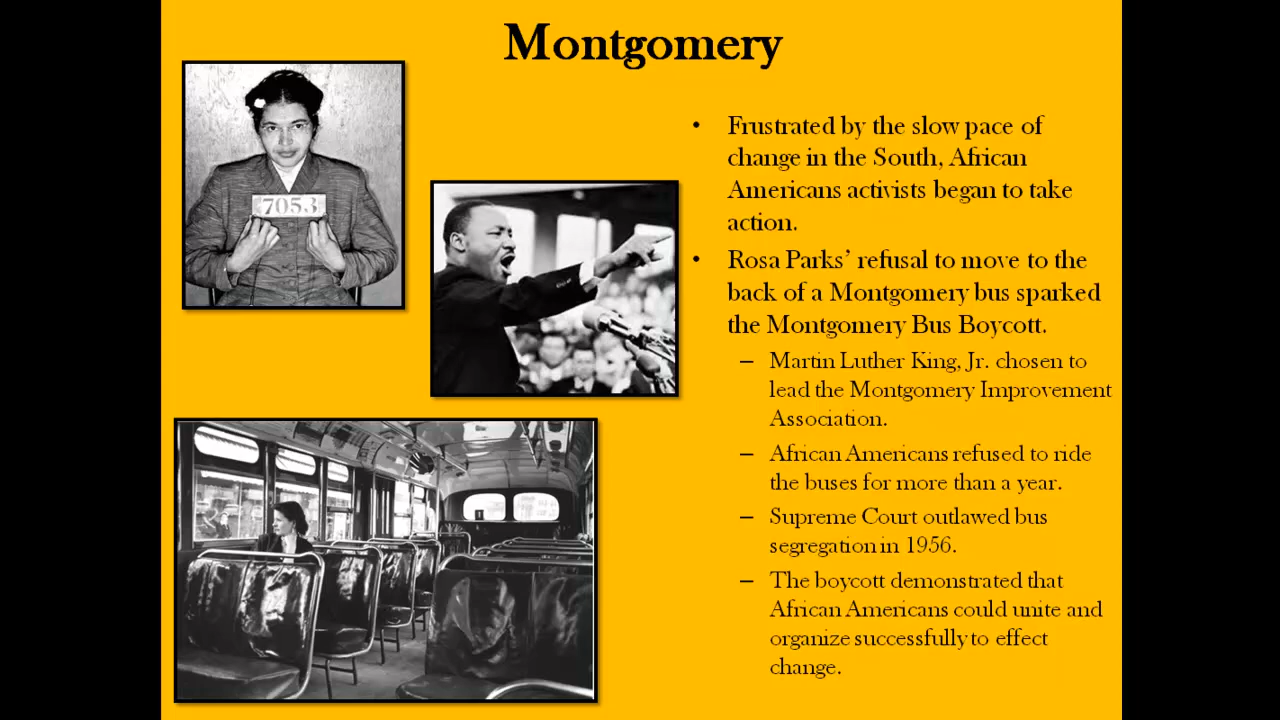 Montgomery
7053
• Frustrated by the slow pace of
change in the South, African
Americans activists began to take
action.
• Rosa Parks’ refusal to move to the
back of a Montgomery bus sparked
the Montgomery Bus Boycott.
– Martin Luther King, Jr. chosen to
lead the Montgomery Improvement
Association.
– African Americans refused to ride
the buses for more than a year.
– Supreme Court outlawed bus
segregation in 1956.
– The boycott demonstrated that
African Americans could unite and
organize successfully to effect
change.